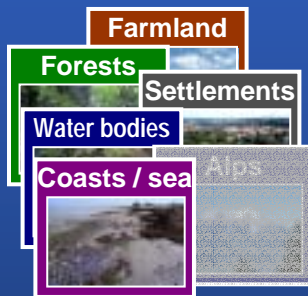 Farmland
Forests
Settlements
Water bodies
Alps
Coasts / sea